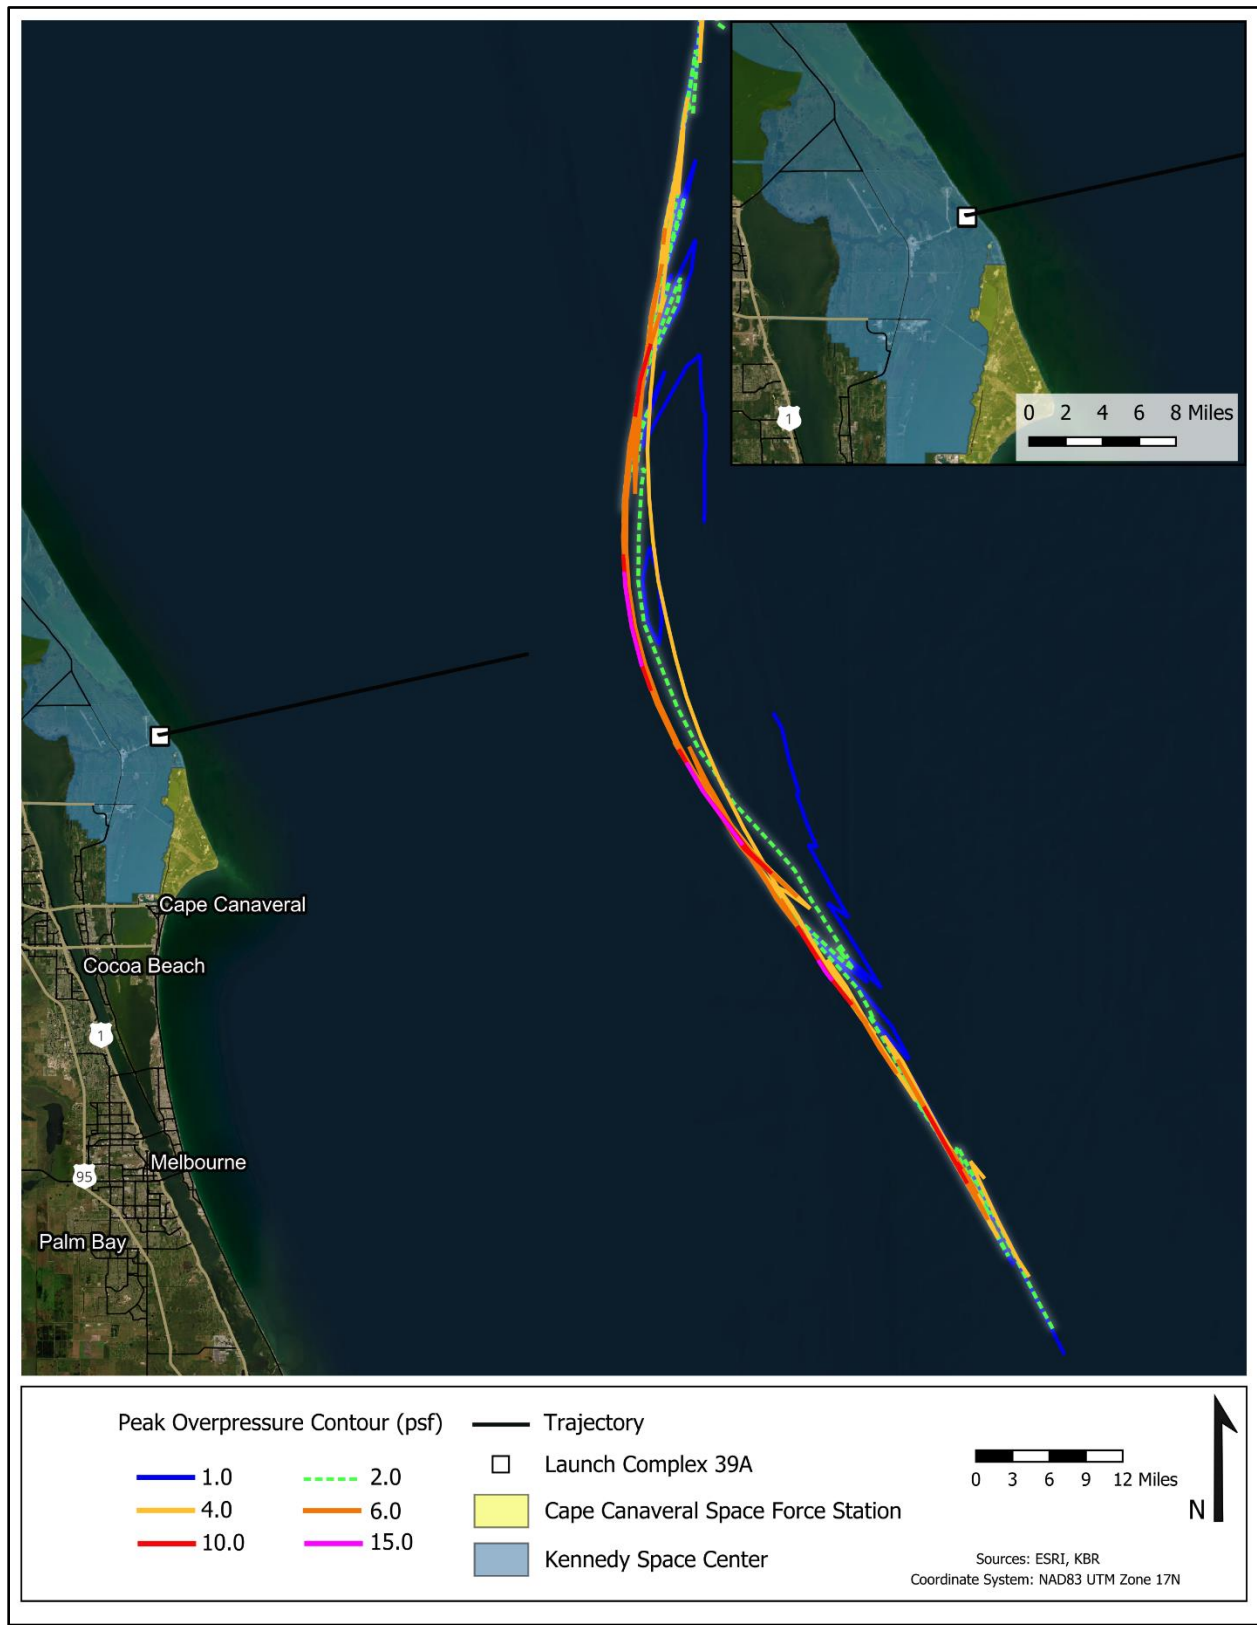 1
0 2 4 6 8 Miles
Cape Canaveral
Cocoa Beach
1
Melbourne
95
Palm Bay
Peak Overpressure Contour (psf)
1.0
2.0
4.0
6.0
10.0
15.0
Trajectory
Launch Complex 39A
Cape Canaveral Space Force Station
Kennedy Space Center
0 3 6 9 12 Miles
N
Sources: ESRI, KBR
Coordinate System: NAD83 UTM Zone 17N